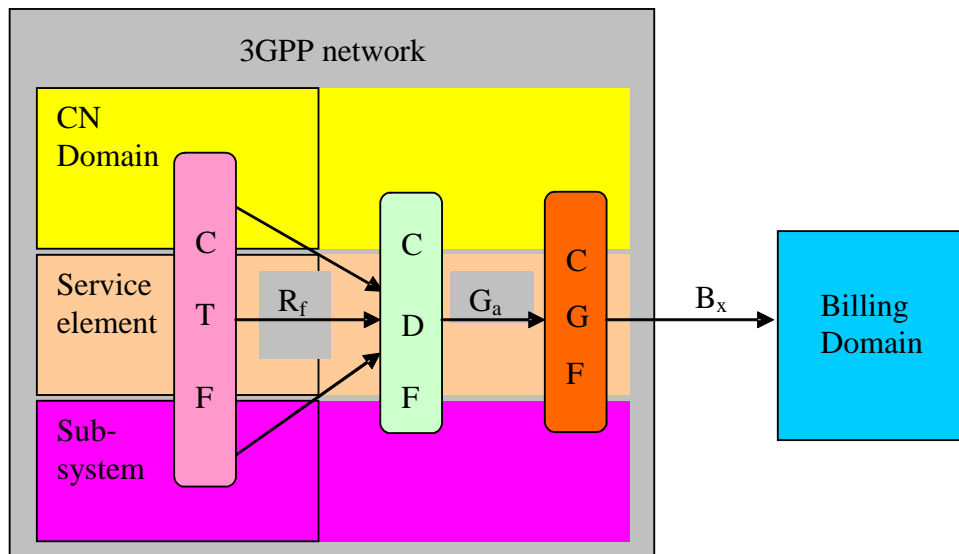 3GPP network
CN
Domain
C
T
F
Service
element
Sub-
system
Rf
C
D
F
Ga
C
G
F
Bx
Billing
Domain